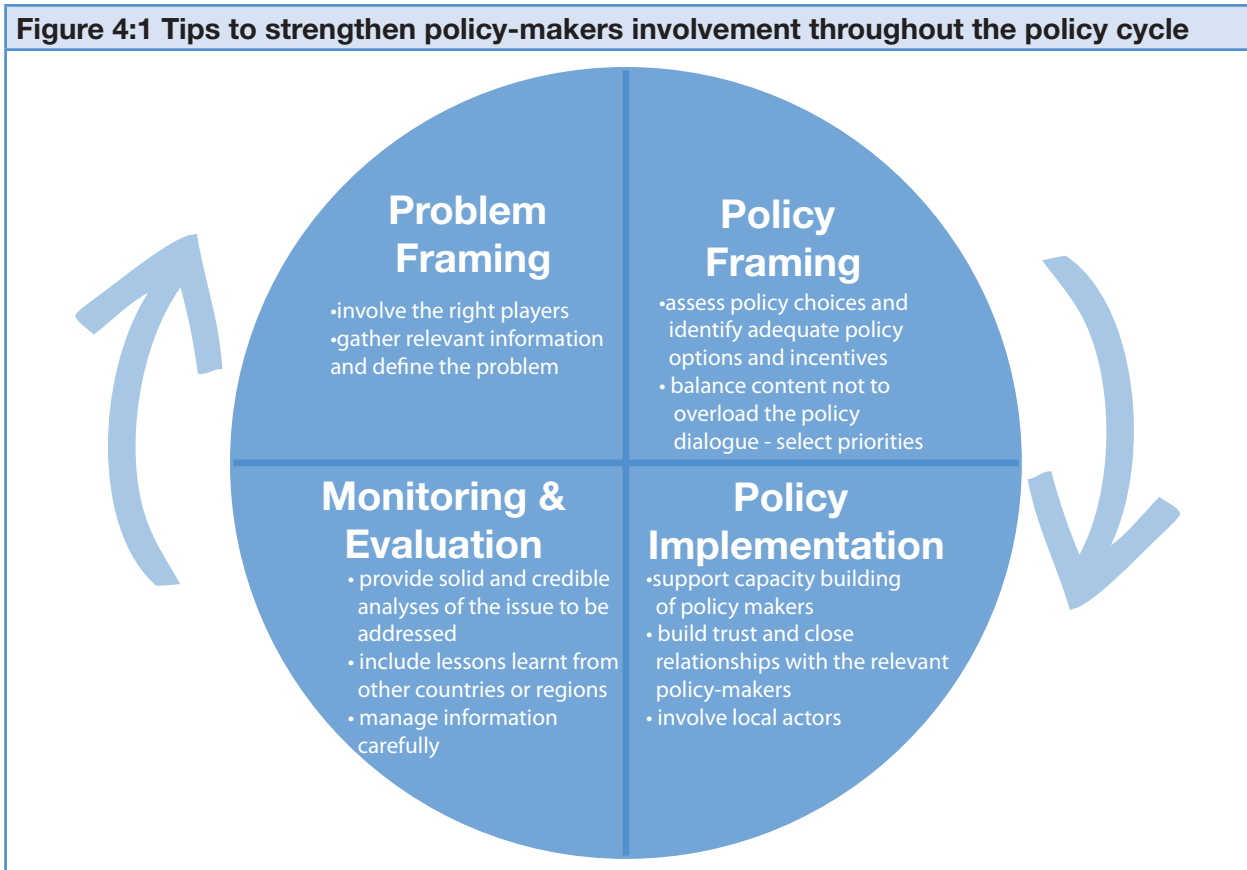 Figure 4:1 Tips to strengthen policy-makers involvement throughout the policy cycle
Problem
Framing
•involve the right players
•gather relevant information
and define the problem
Policy
Framing
•assess policy choices and
identify adequate policy
options and incentives
• balance content not to
overload the policy
dialogue - select priorities
Monitoring &
Evaluation
• provide solid and credible
analyses of the issue to be
addressed
• include lessons learnt from
other countries or regions
• manage information
carefully
Policy
Implementation
•support capacity building
of policy makers
• build trust and close
relationships with the relevant
policy-makers
• involve local actors